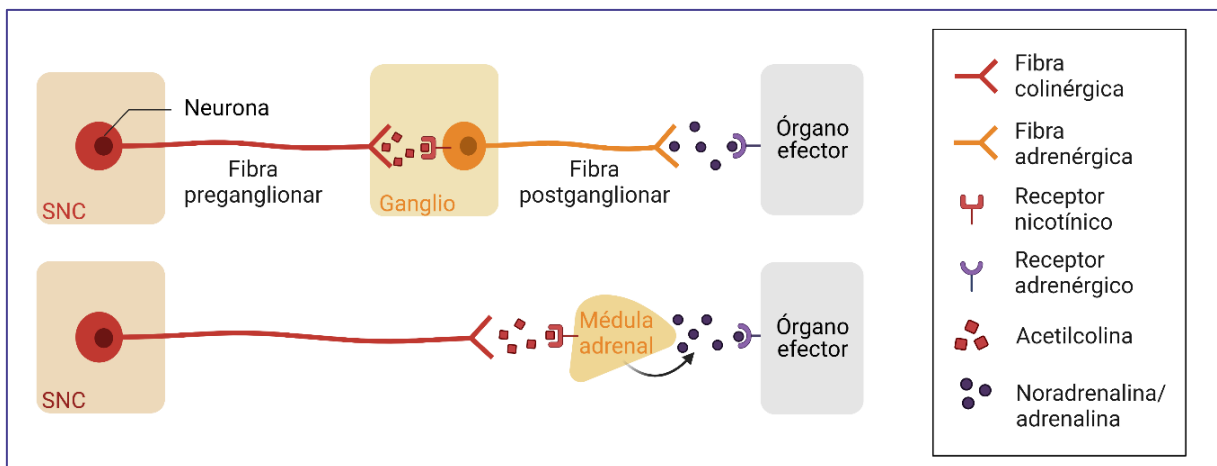 Neurona
Fibra
preganglionar
SNC
Ganglio
Fibra
postganglionar
Órgano
efector
SNC
Médula
adrenal
Órgano
efector
Fibra
colinérgica
Fibra
adrenérgica
Receptor
nicotínico
Receptor
adrenérgico
Acetilcolina
Noradrenalina/
adrenalina